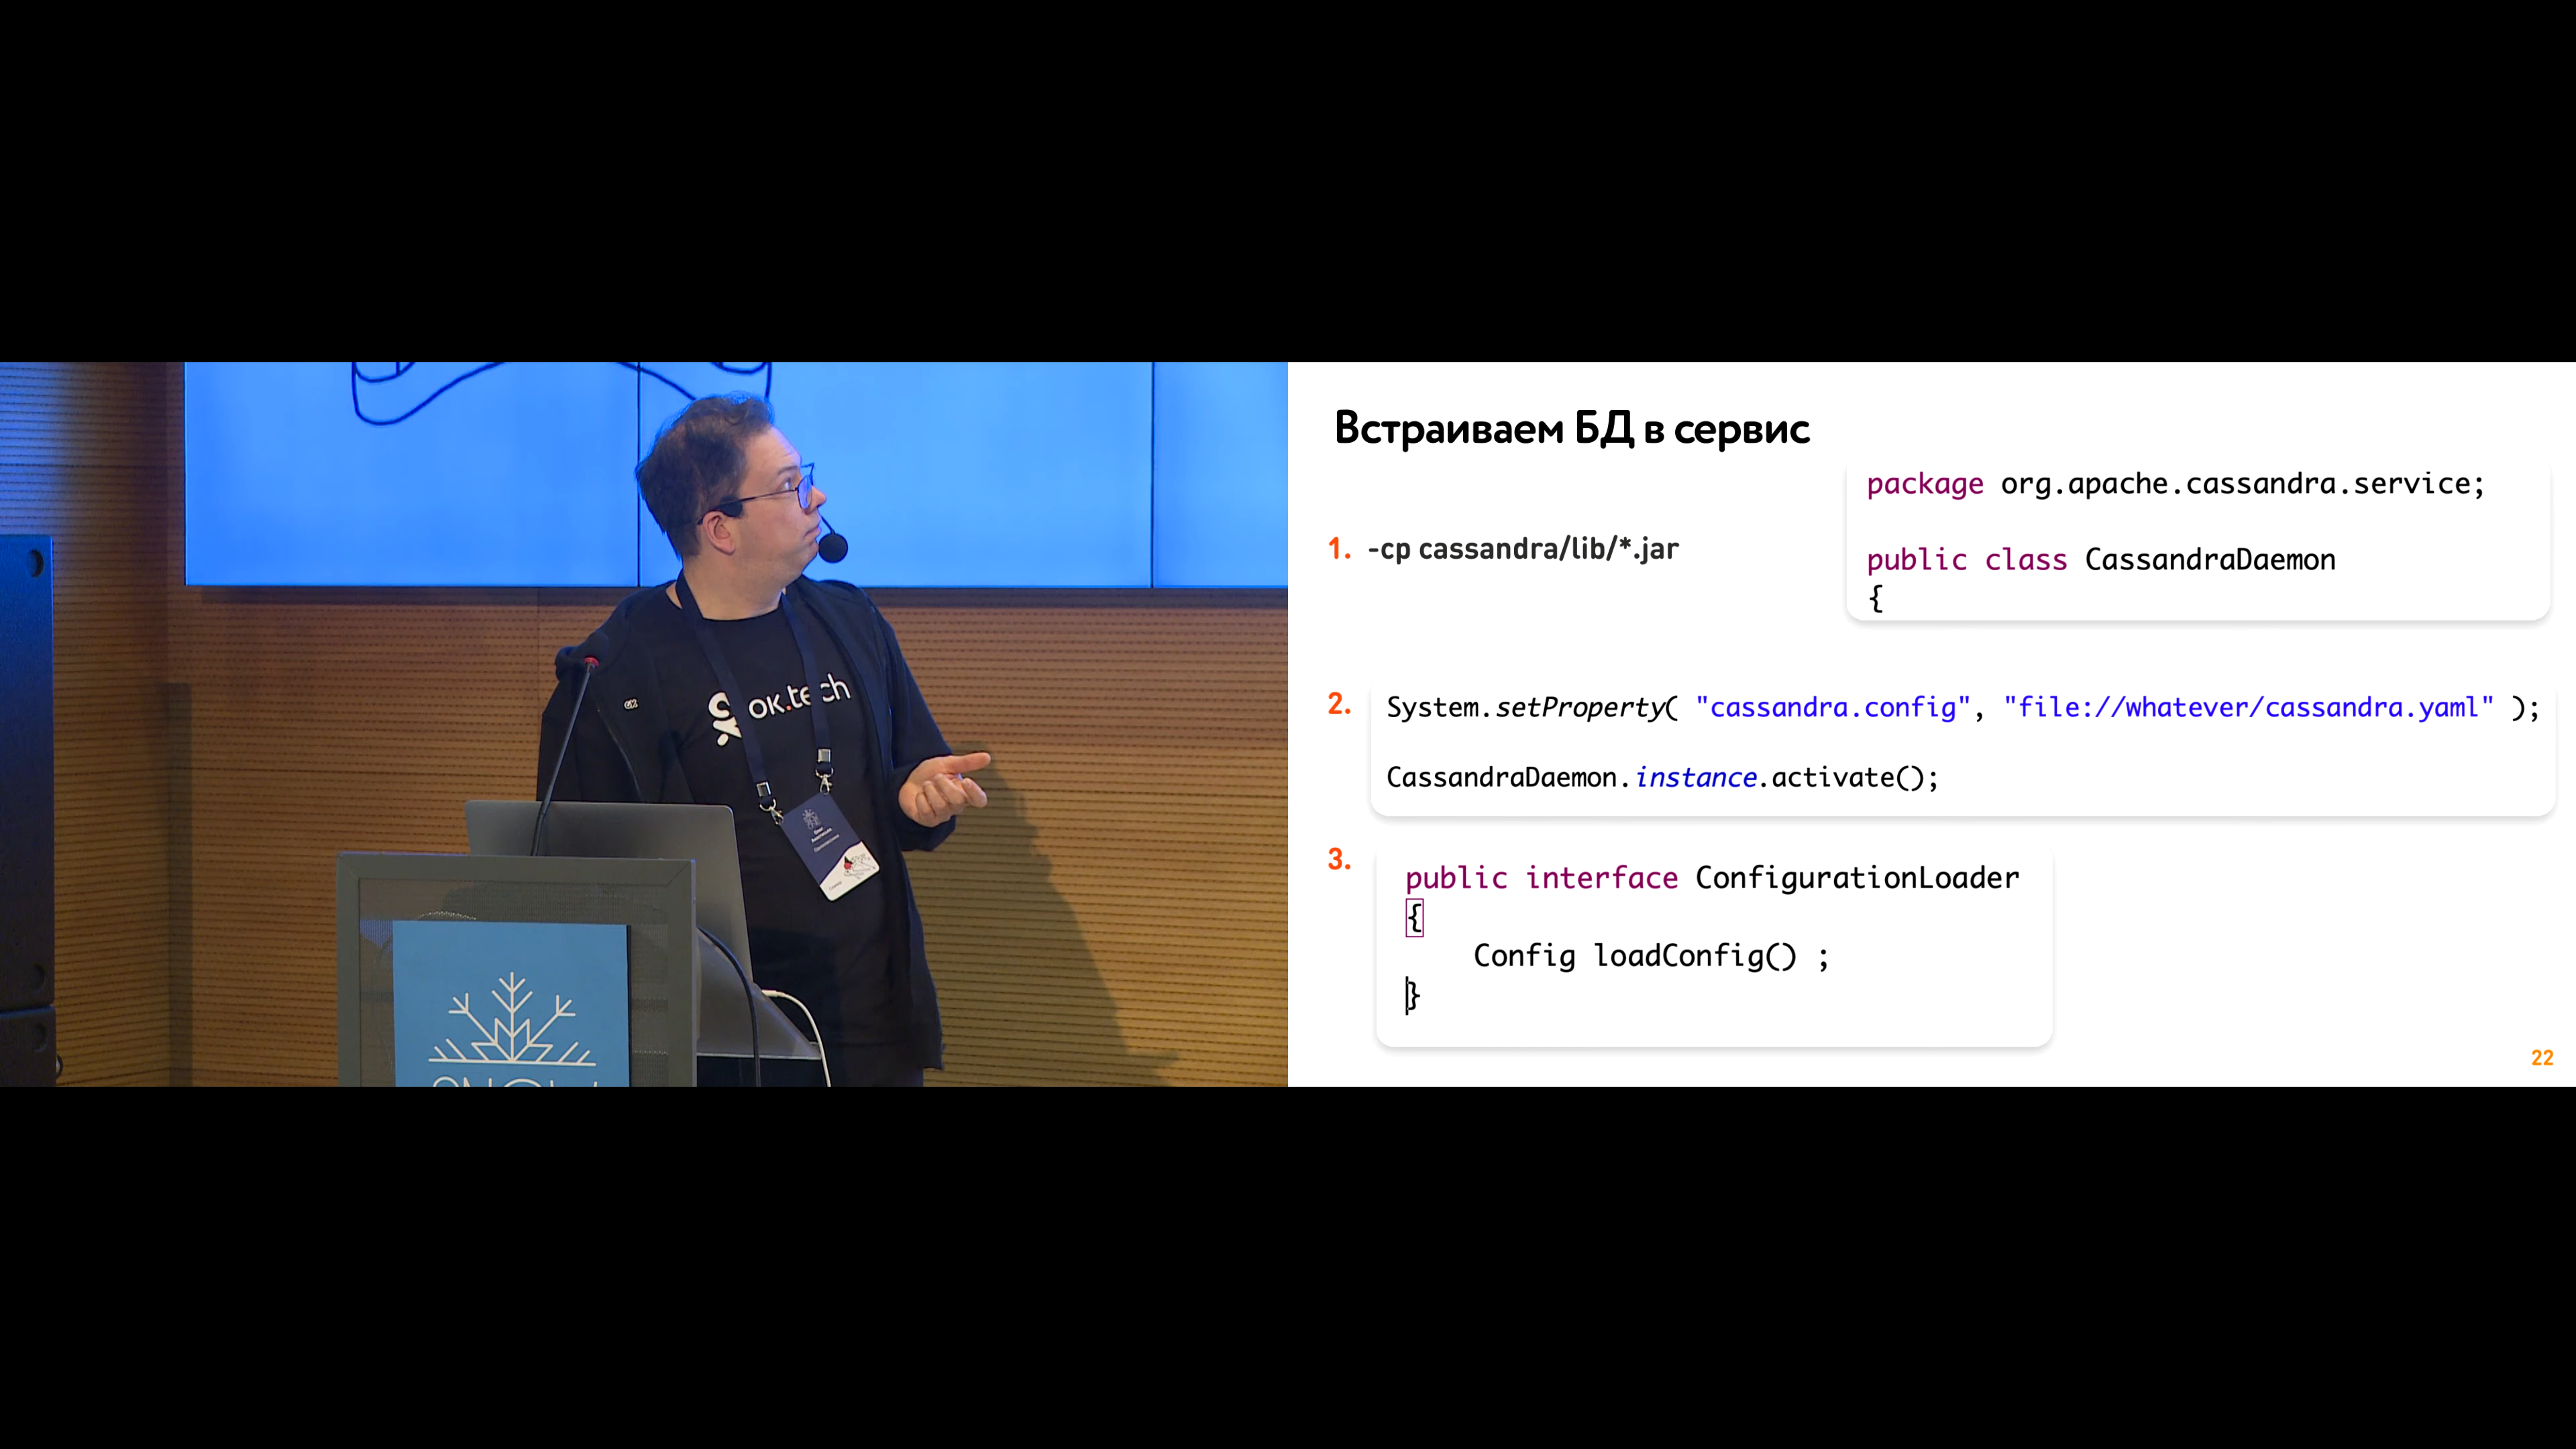 ok.tech
SNOW
Встраиваем БД в сервис
package org.apache.cassandra.service;
public class CassandraDaemon
{
1. -cp cassandra/lib/*.jar
2. System.setProperty( "cassandra.config", "file://whatever/cassandra.yaml" );
CassandraDaemon.instance.activate();
3. public interface ConfigurationLoader
{
Config loadConfig() ;
}
22